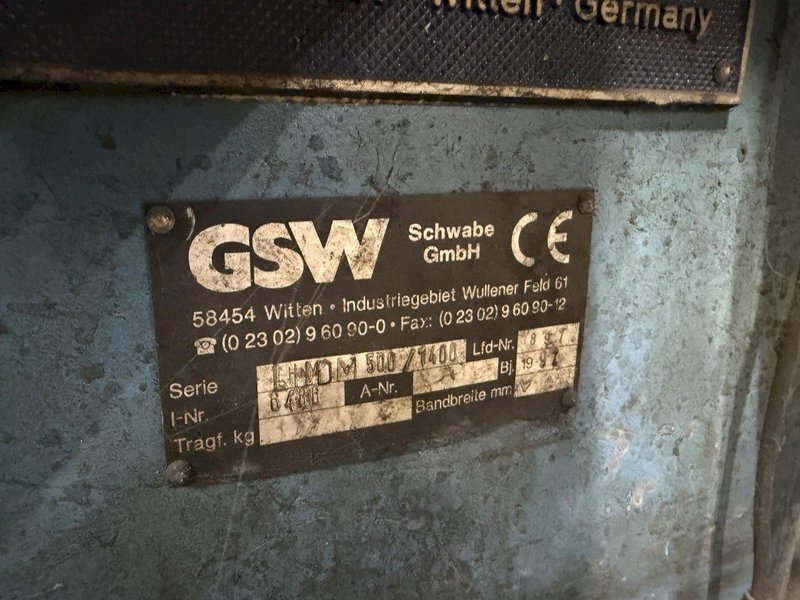 Witten · Germany
GSW Schwabe GmbH CE
58454 Witten • Industriegebiet Wullener Feld 61
☎ (0 23 02) 9 60 90-0 • Fax: (0 23 02) 9 60 90-12
Serie 500/1400 Lfd-Nr.
I-Nr. A-Nr. Bj. 19
Tragf. kg Bandbreite mm